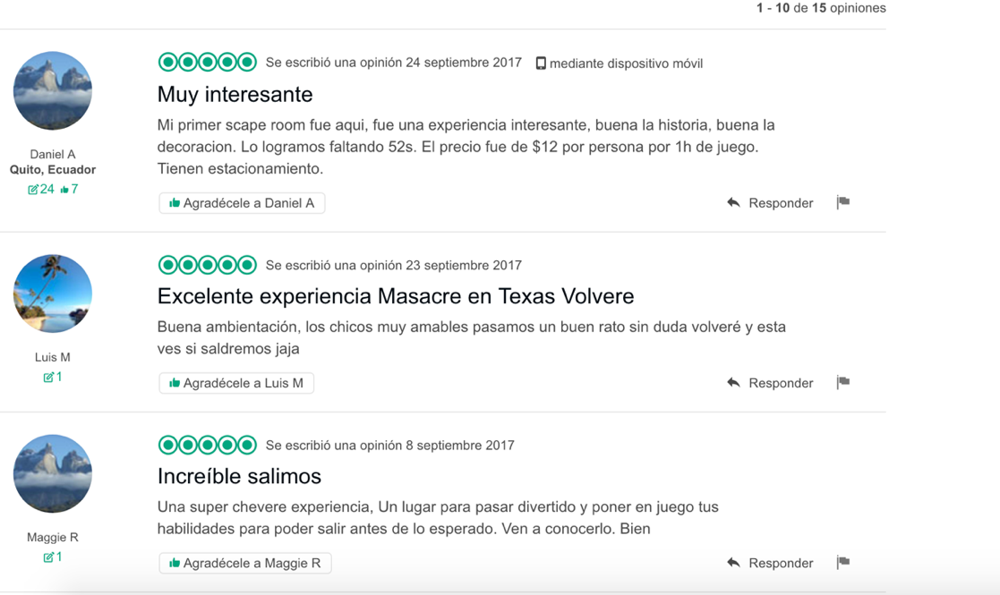 1 - 10 de 15 opiniones
Se escribió una opinión 24 septiembre 2017 mediante dispositivo móvil
Muy interesante
Mi primer scape room fue aqui, fue una experiencia interesante, buena la historia, buena la
decoracion. Lo logramos faltando 52s. El precio fue de $12 por persona por 1h de juego.
Tienen estacionamiento.
Daniel A
Quito, Ecuador
24 7
Agradécele a Daniel A
Responder
Se escribió una opinión 23 septiembre 2017
Excelente experiencia Masacre en Texas Volvere
Buena ambientación, los chicos muy amables pasamos un buen rato sin duda volveré y esta
ves si saldremos jaja
Luis M
1
Agradécele a Luis M
Responder
Se escribió una opinión 8 septiembre 2017
Increíble salimos
Una super chevere experiencia, Un lugar para pasar divertido y poner en juego tus
habilidades para poder salir antes de lo esperado. Ven a conocerlo. Bien
Maggie R
1
Agradécele a Maggie R
Responder